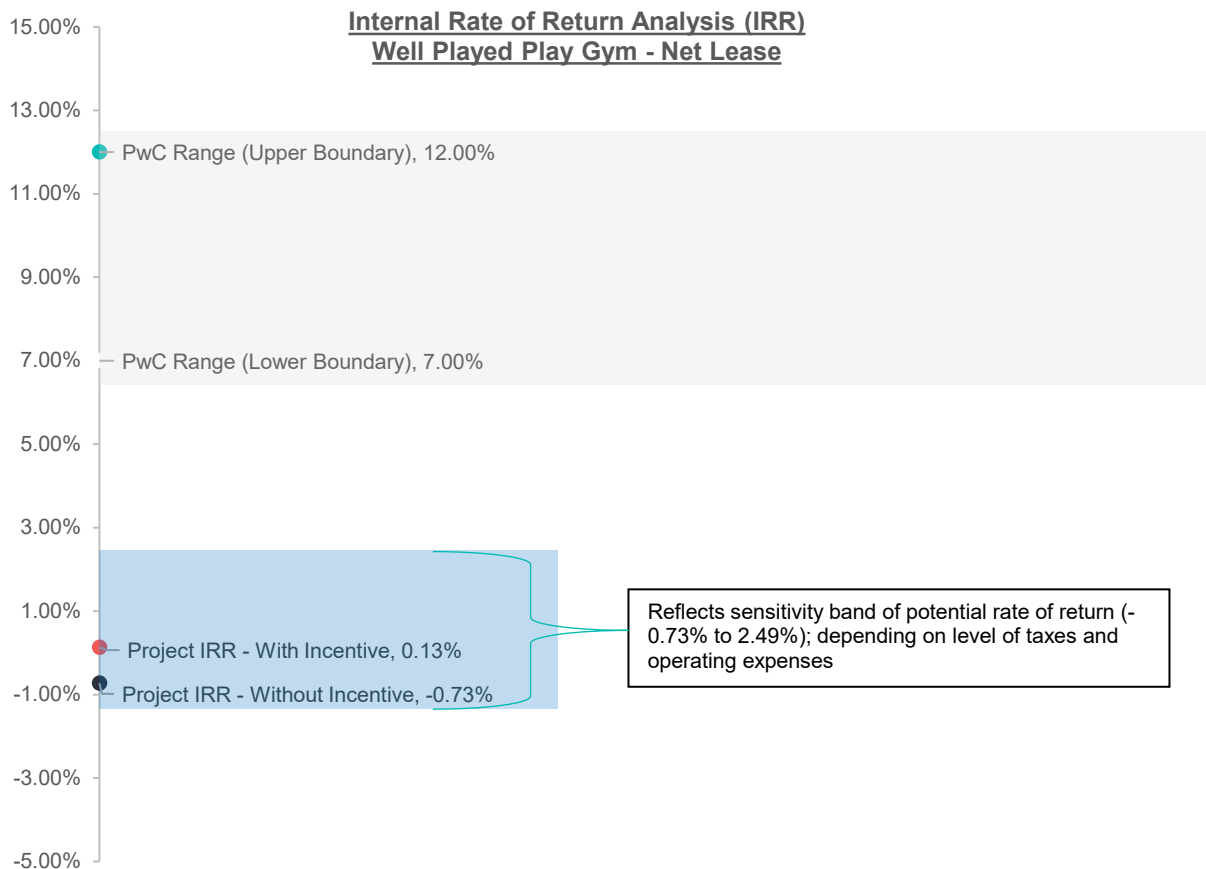 Internal Rate of Return Analysis (IRR)
Well Played Play Gym - Net Lease
15.00%
13.00%
PwC Range (Upper Boundary), 12.00%
11.00%
9.00%
7.00%
PwC Range (Lower Boundary), 7.00%
5.00%
3.00%
1.00%
Reflects sensitivity band of potential rate of return (-
0.73% to 2.49%); depending on level of taxes and
operating expenses
Project IRR - With Incentive, 0.13%
-1.00%
Project IRR - Without Incentive, -0.73%
-3.00%
-5.00%